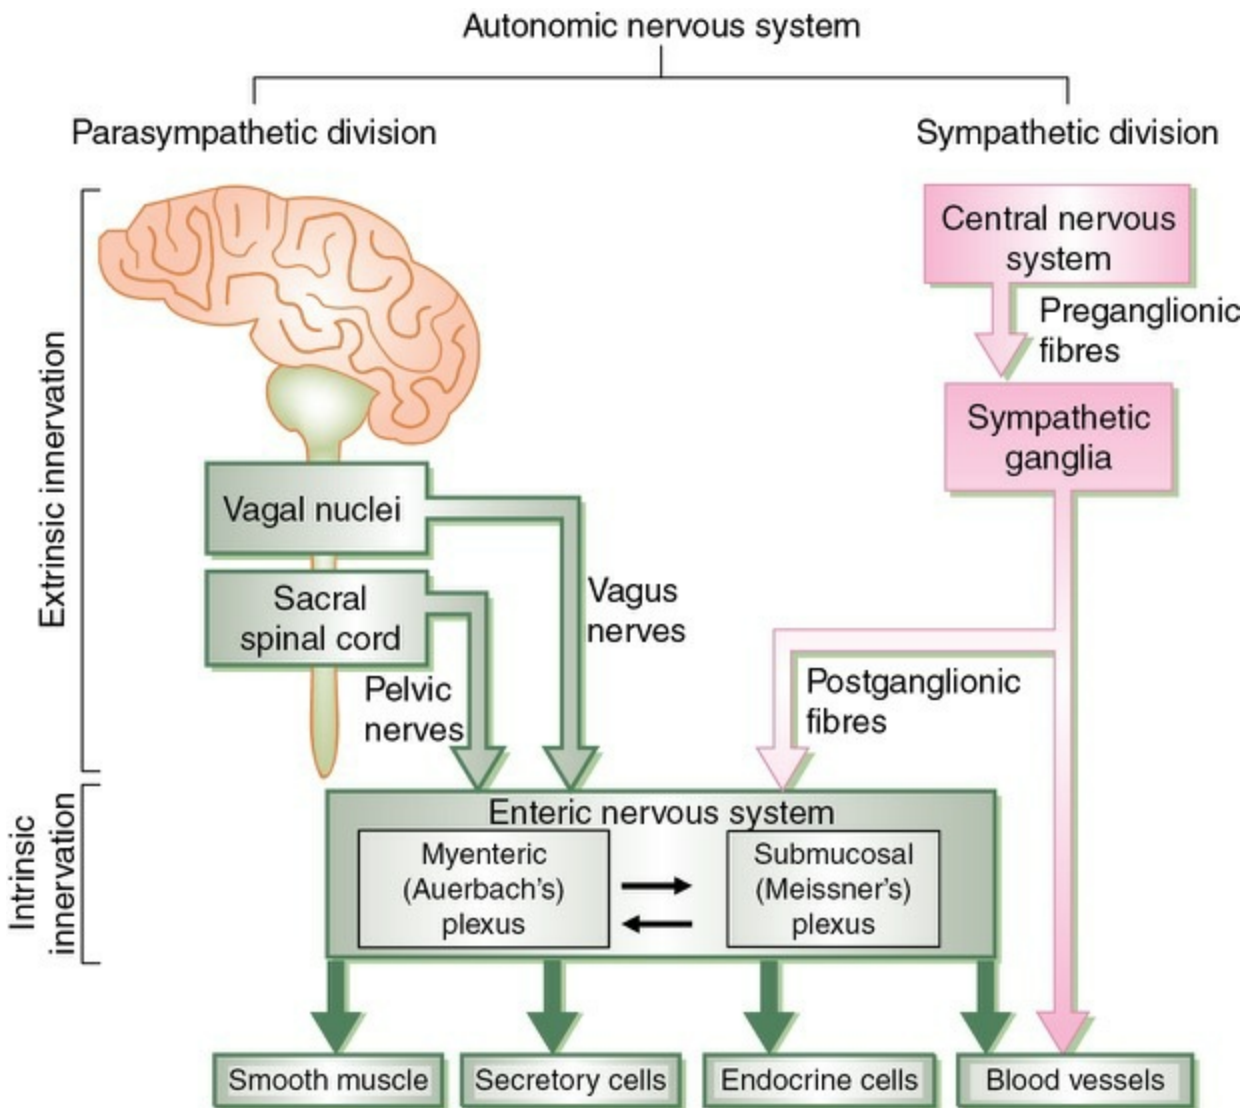 Autonomic nervous system
Parasympathetic division
Sympathetic division
Extrinsic innervation
Central nervous
system
Preganglionic
fibres
Sympathetic
ganglia
Vagal nuclei
Vagus
nerves
Sacral
spinal cord
Pelvic
nerves
Postganglionic
fibres
Intrinsic
innervation
Enteric nervous system
Myenteric
(Auerbach's)
plexus
Submucosal
(Meissner's)
plexus
Smooth muscle
Secretory cells
Endocrine cells
Blood vessels